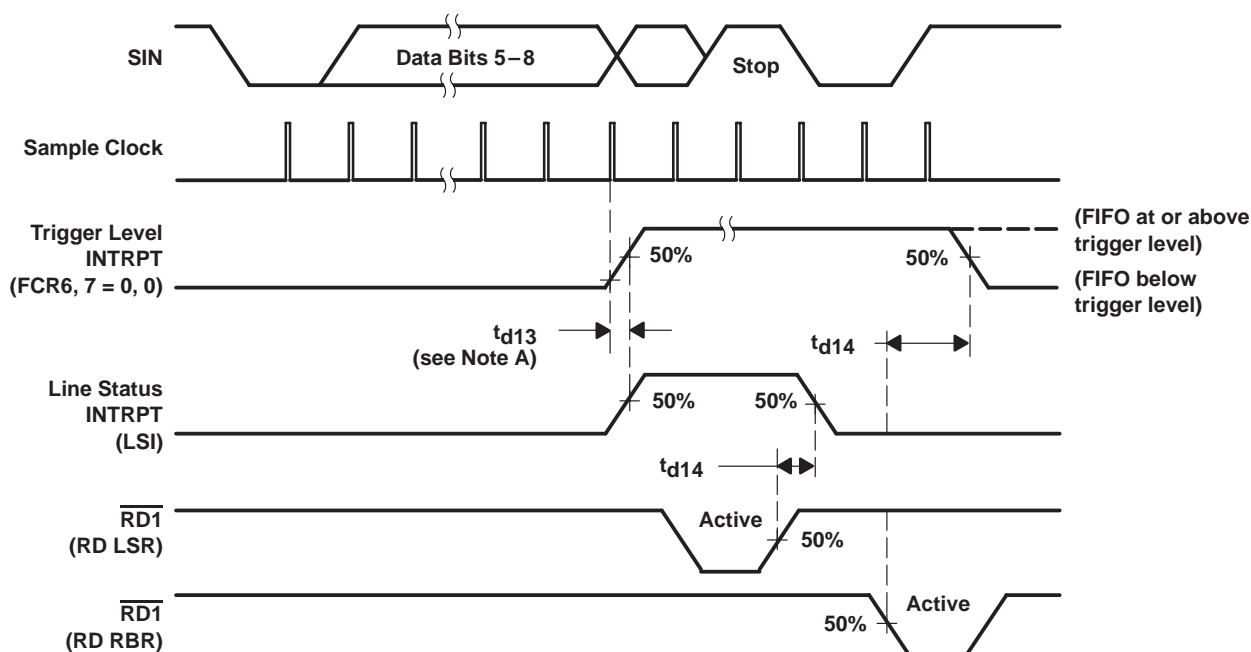 SIN
Data Bits 5–8
Stop
Sample Clock
Trigger Level
INTRPT
(FCR6, 7 = 0, 0)
50%
50%
(FIFO at or above
trigger level)
(FIFO below
trigger level)
td13
(see Note A)
td14
Line Status
INTRPT
(LSI)
50%
50%
td14
RD1
(RD LSR)
Active
50%
RD1
(RD RBR)
50%
Active